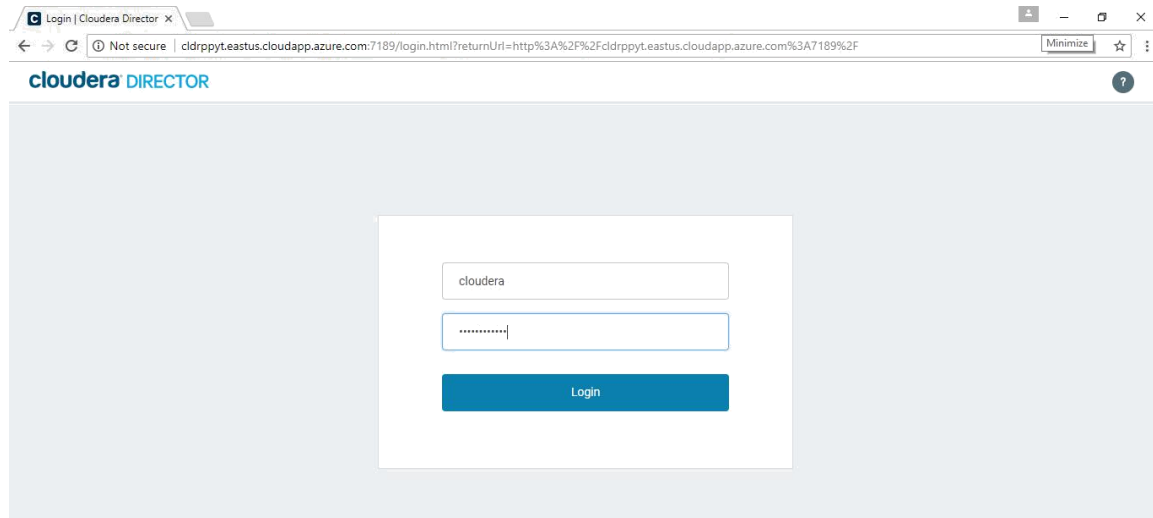 Login | Cloudera Director
Not secure | cldrppyt.eastus.cloudapp.azure.com:7189/login.html?returnUrl=http%3A%2F%2Fcldrppyt.eastus.cloudapp.azure.com%3A7189%2F
Minimize
cloudera DIRECTOR
?
cloudera
••••••••••••
Login